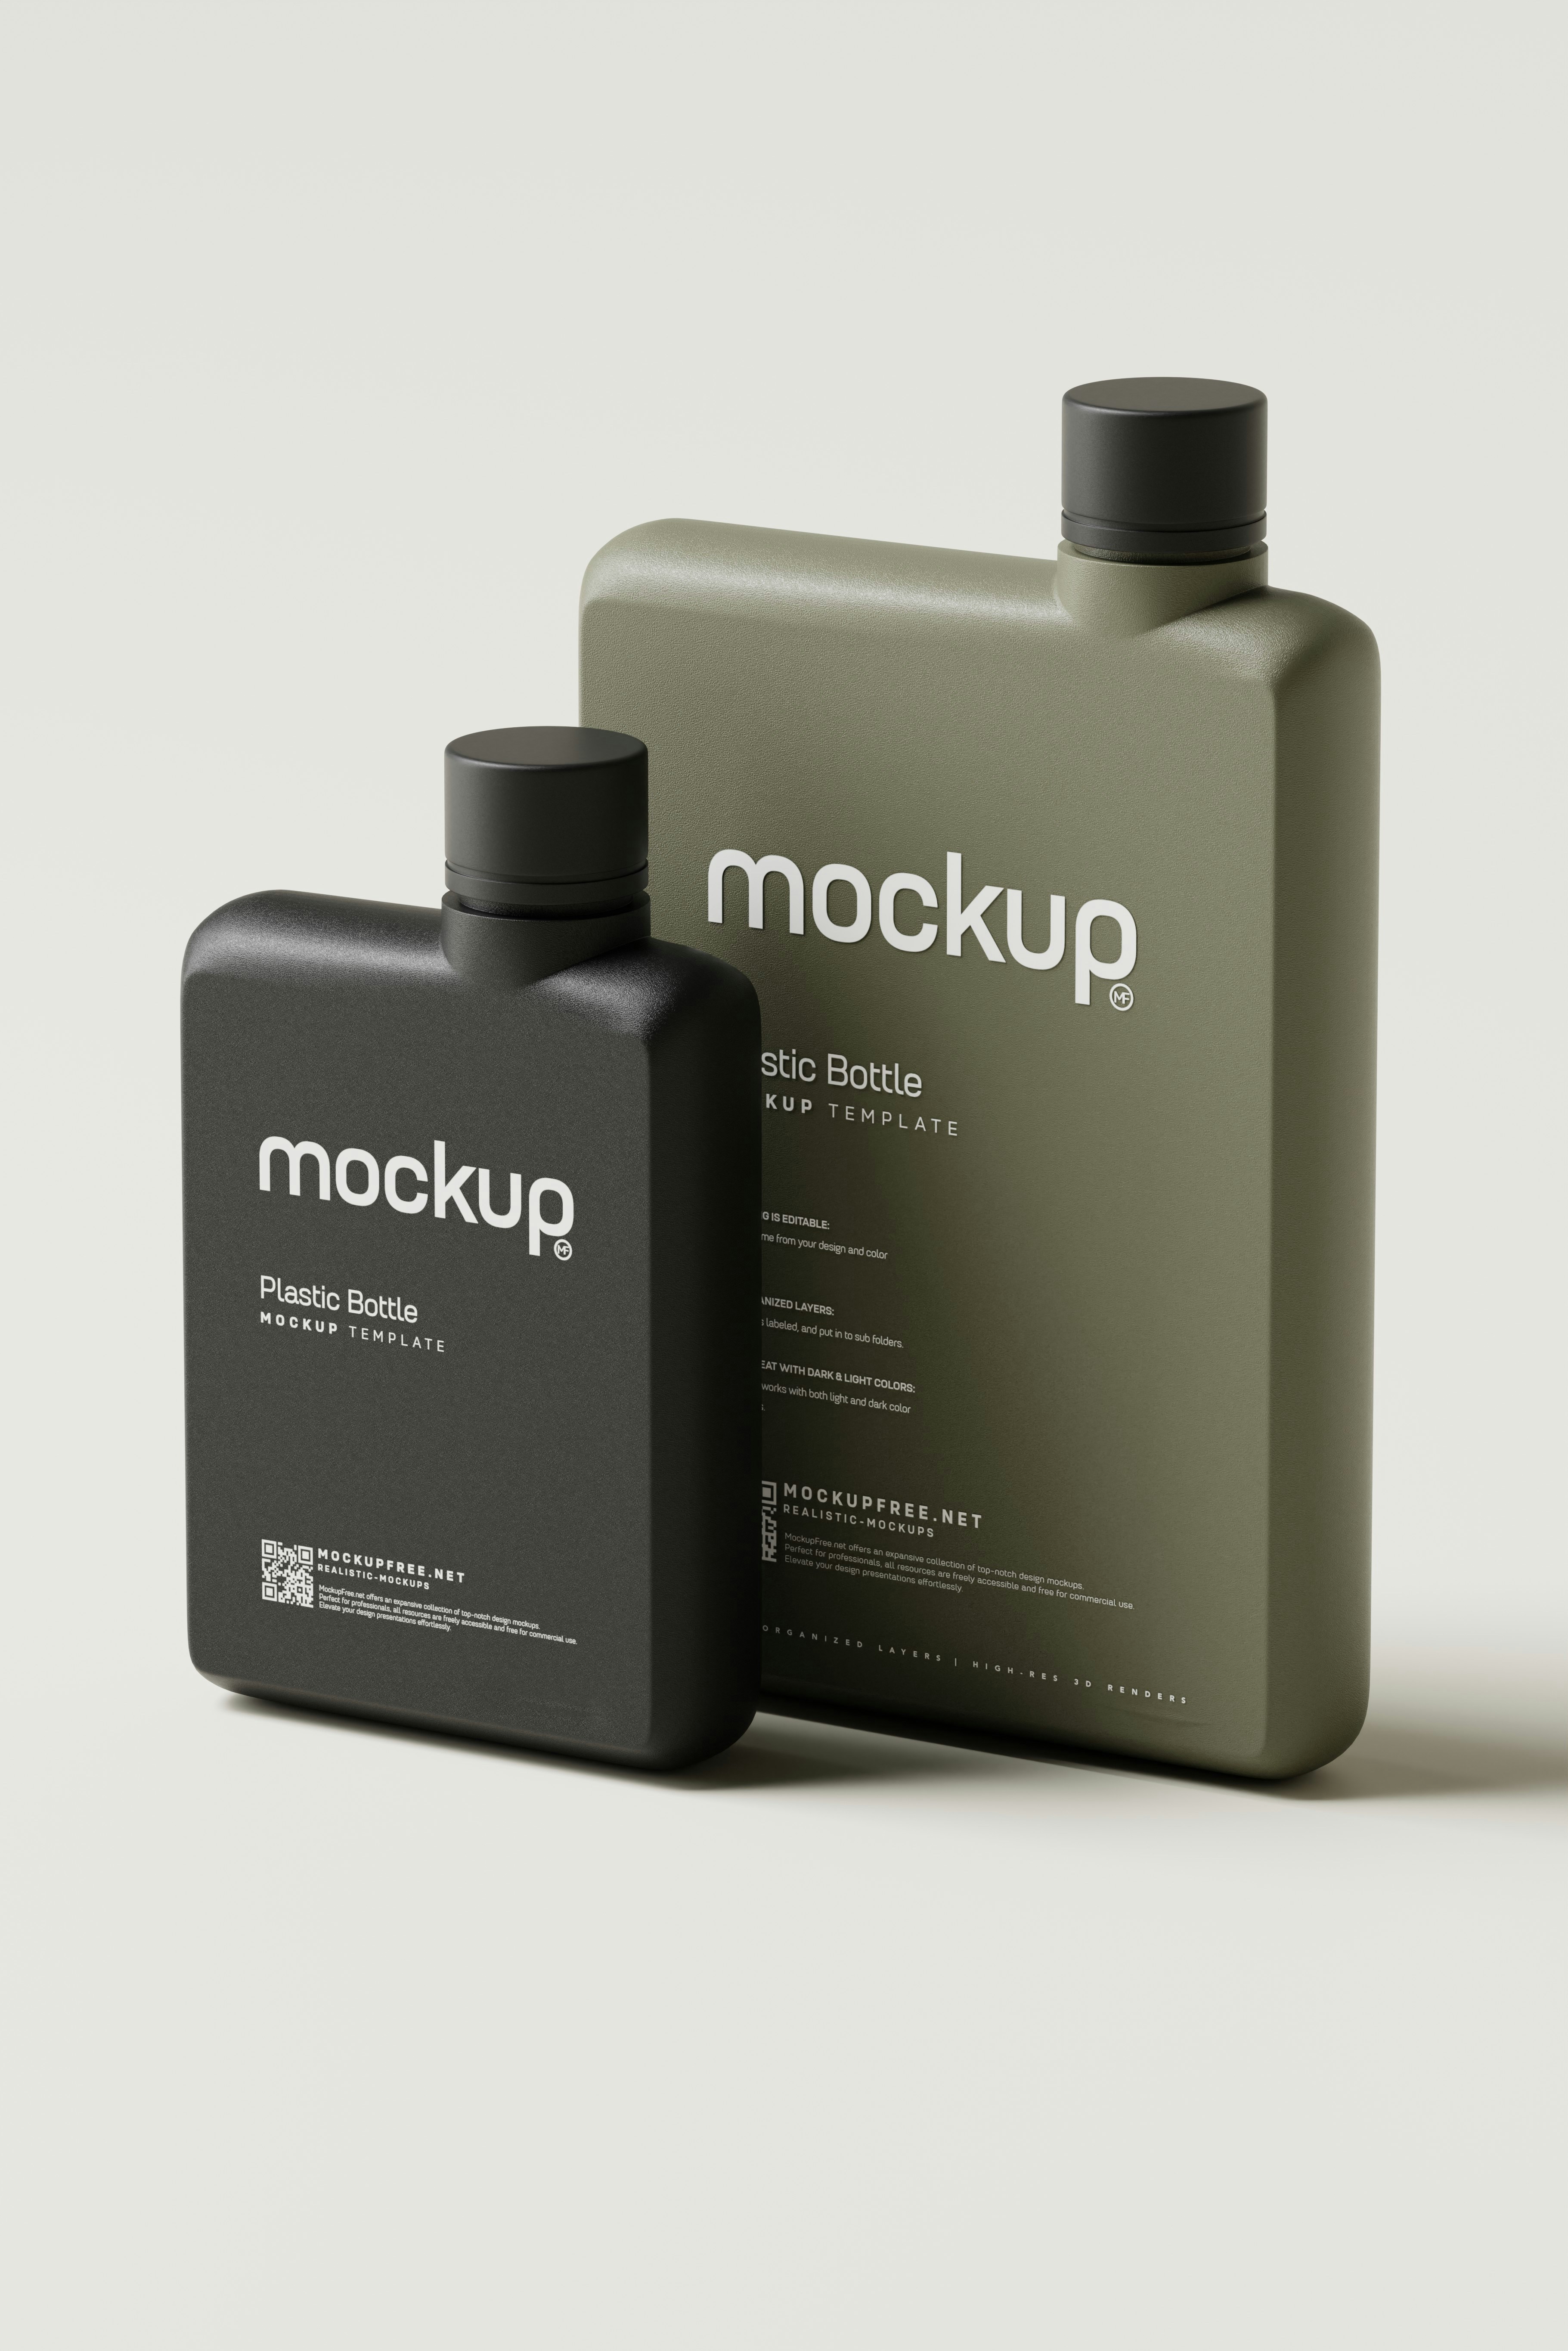 mockup
MF
Plastic Bottle
MOCKUP TEMPLATE
MOCKUPFREE.NET
REALISTIC-MOCKUPS
MockupFree.net offers an expansive collection of top-notch design mockups.
Perfect for professionals, all resources are freely accessible and free for commercial use.
Elevate your design presentations effortlessly.
mockup
MF
stic Bottle
KUP TEMPLATE
G IS EDITABLE:
me from your design and color
ANIZED LAYERS:
s labeled, and put in to sub folders.
EAT WITH DARK & LIGHT COLORS:
works with both light and dark color
s.
MOCKUPFREE.NET
REALISTIC-MOCKUPS
MockupFree.net offers an expansive collection of top-notch design mockups.
Perfect for professionals, all resources are freely accessible and free for commercial use.
Elevate your design presentations effortlessly.
ORGANIZED LAYERS | HIGH-RES 3D RENDERS